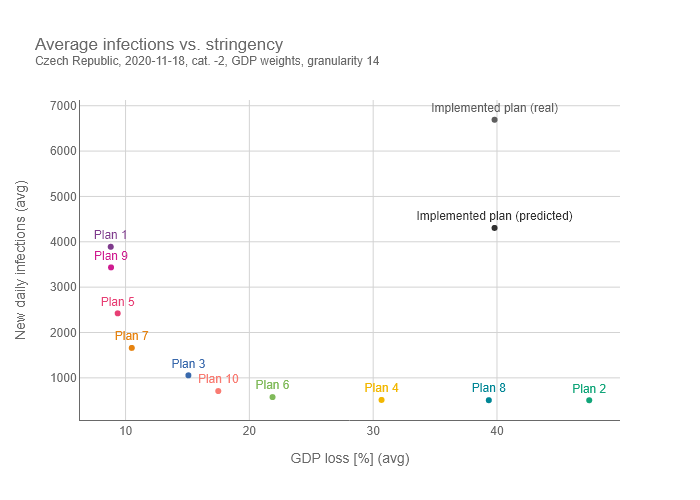 Average infections vs. stringency
Czech Republic, 2020-11-18, cat. -2, GDP weights, granularity 14
7000
Implemented plan (real)
6000
5000
Implemented plan (predicted)
4000
Plan 1
Plan 9
3000
Plan 5
2000
Plan 7
Plan 3
1000
Plan 10
Plan 6
Plan 4
Plan 8
Plan 2
New daily infections (avg)
10
20
30
40
GDP loss [%] (avg)